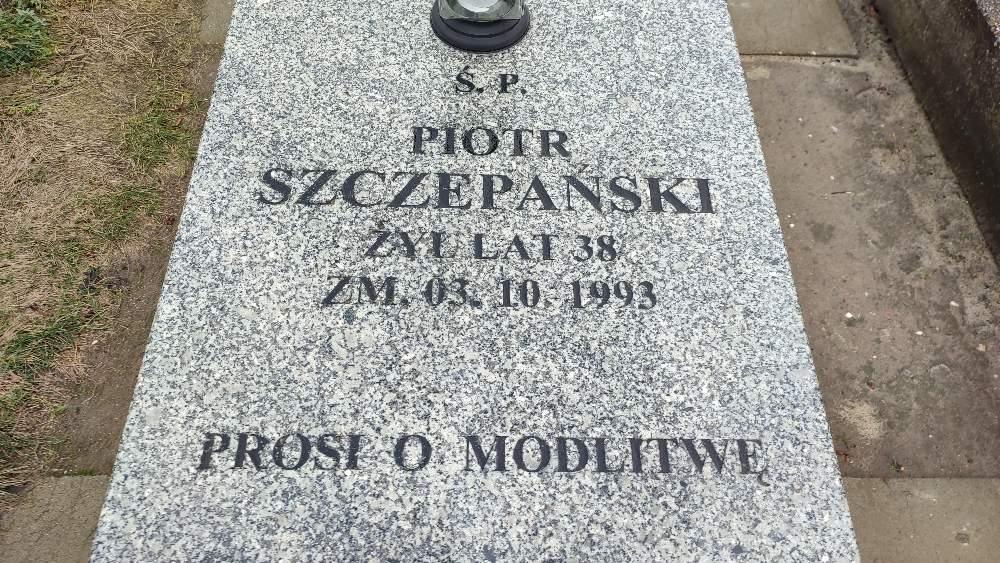 Ś. P.
PIOTR
SZCZEPAŃSKI
ŻYŁ LAT 38
ZM. 03. 10. 1993
PROSI O MODLITWĘ